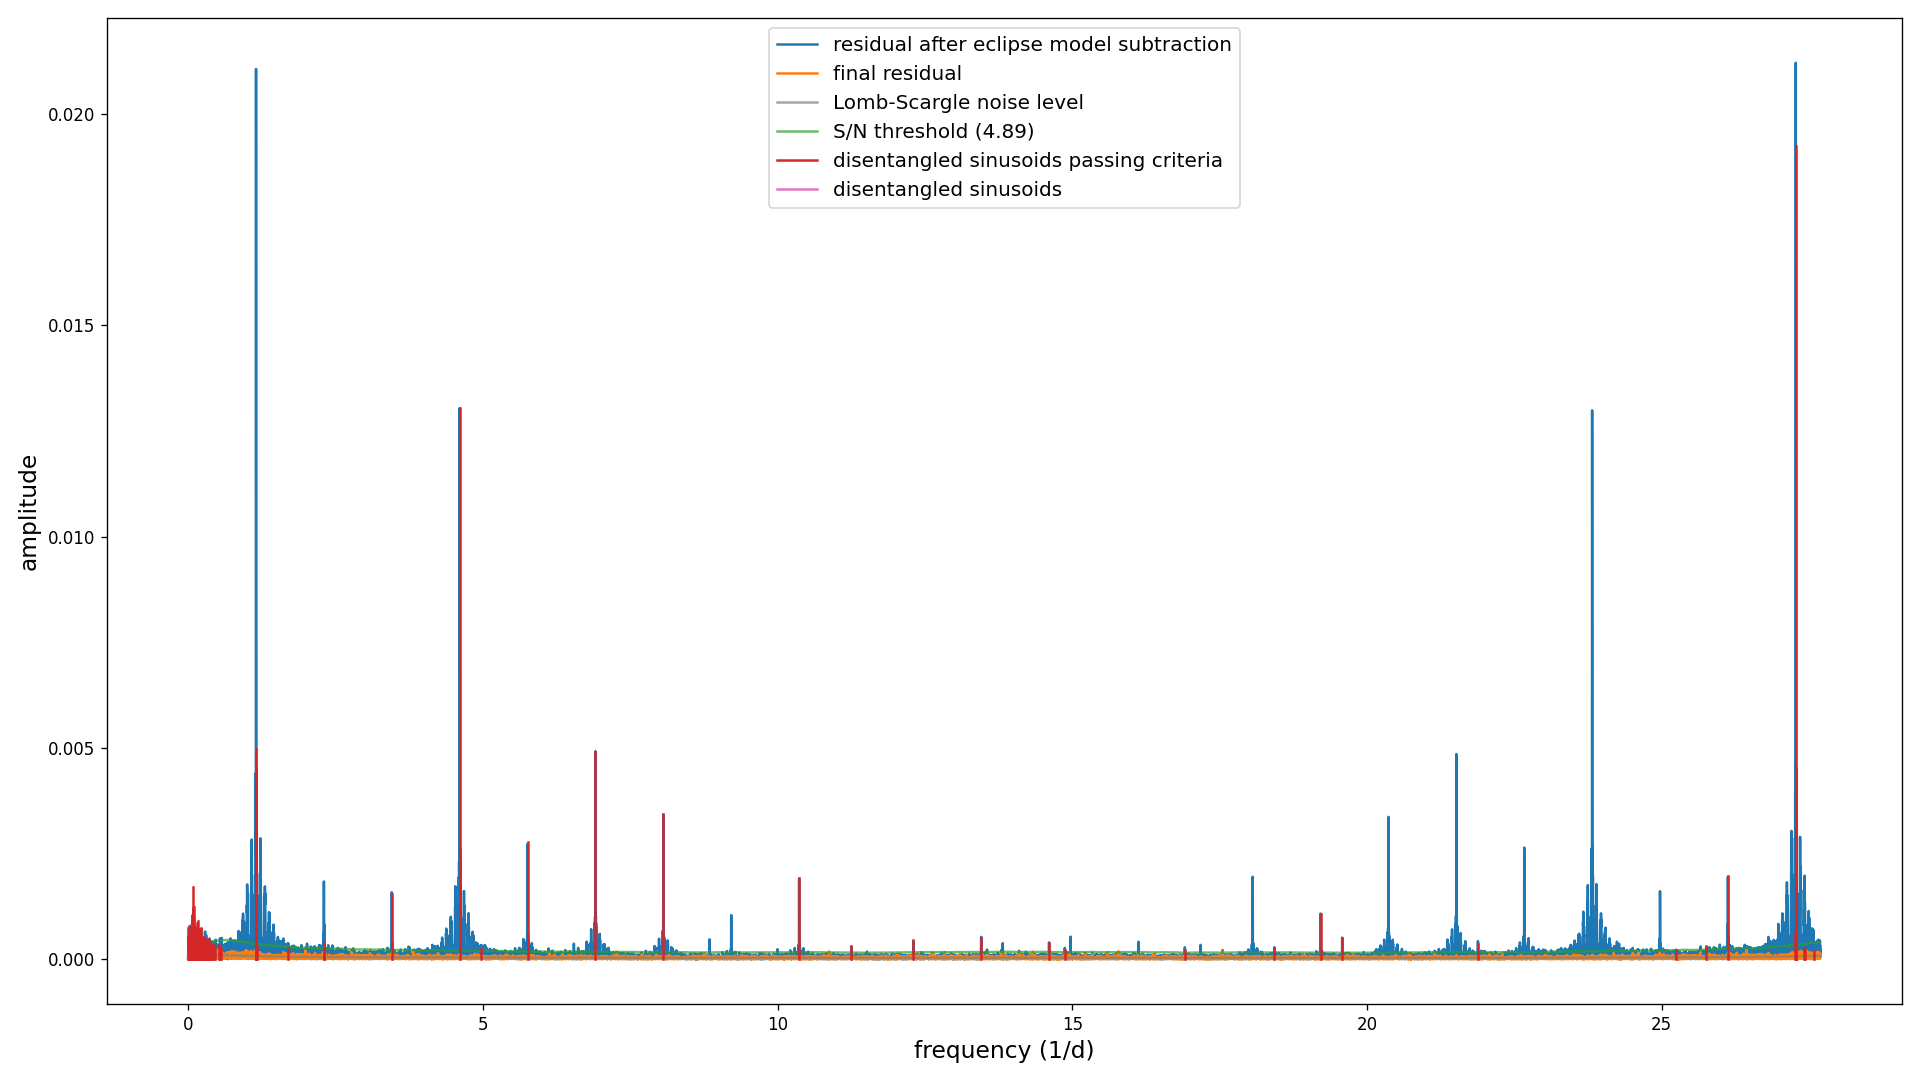 residual after eclipse model subtraction
final residual
Lomb-Scargle noise level
S/N threshold (4.89)
disentangled sinusoids passing criteria
disentangled sinusoids
0.020
0.015
0.010
0.005
0.000
amplitude
0 5 10 15 20 25
frequency (1/d)